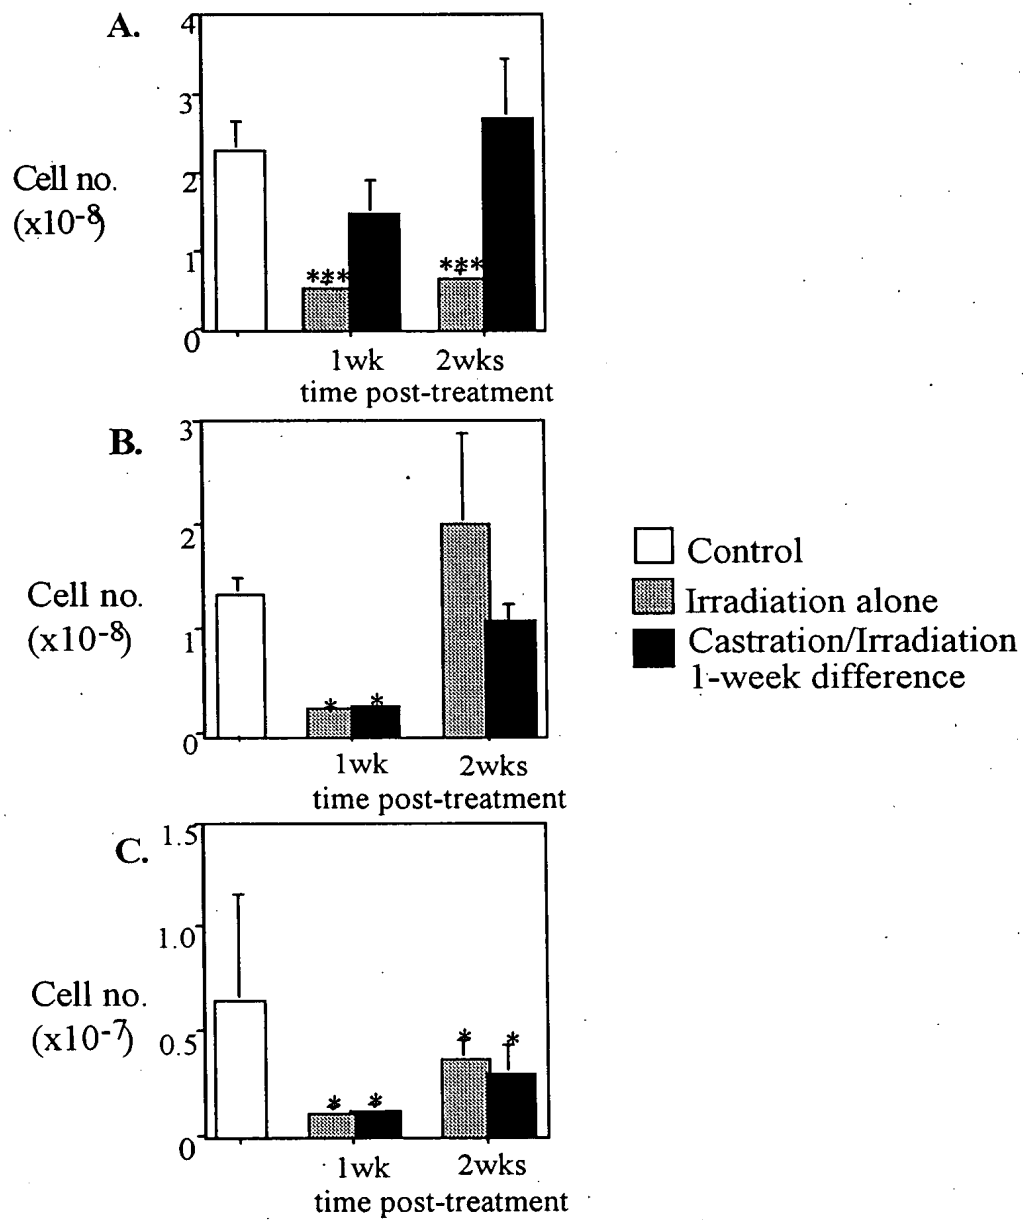 A.
4
3
2
1
0
Cell no.
(x10-8)
***
***
1wk 2wks
time post-treatment
B.
3
2
1
0
Cell no.
(x10-8)
* *
1wk 2wks
time post-treatment
Control
Irradiation alone
Castration/Irradiation
1-week difference
C.
1.5
1.0
0.5
0
Cell no.
(x10-7)
* *
* *
1wk 2wks
time post-treatment